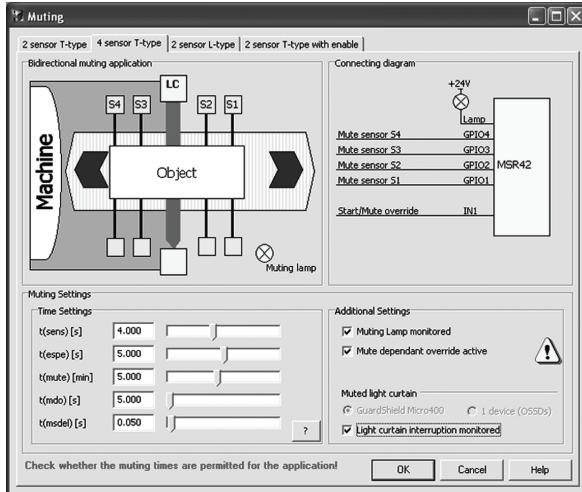 Muting
2 sensor T-type
4 sensor T-type
2 sensor L-type
2 sensor T-type with enable
Bidirectional muting application
LC
S4
S3
S2
S1
Machine
Object
Muting lamp
Connecting diagram
+24V
Lamp
Mute sensor S4 GPIO4
Mute sensor S3 GPIO3
Mute sensor S2 GPIO2
Mute sensor S1 GPIO1
MSR42
Start/Mute override IN1
Muting Settings
Time Settings
t(sens) [s] 4.000
t(espe) [s] 5.000
t(mute) [min] 5.000
t(mdo) [s] 5.000
t(msdel) [s] 0.050
?
Additional Settings
Muting Lamp monitored
Mute dependant override active
Muted light curtain
GuardShield Micro400
1 device (OSSDs)
Light curtain interruption monitored
Check whether the muting times are permitted for the application!
OK
Cancel
Help